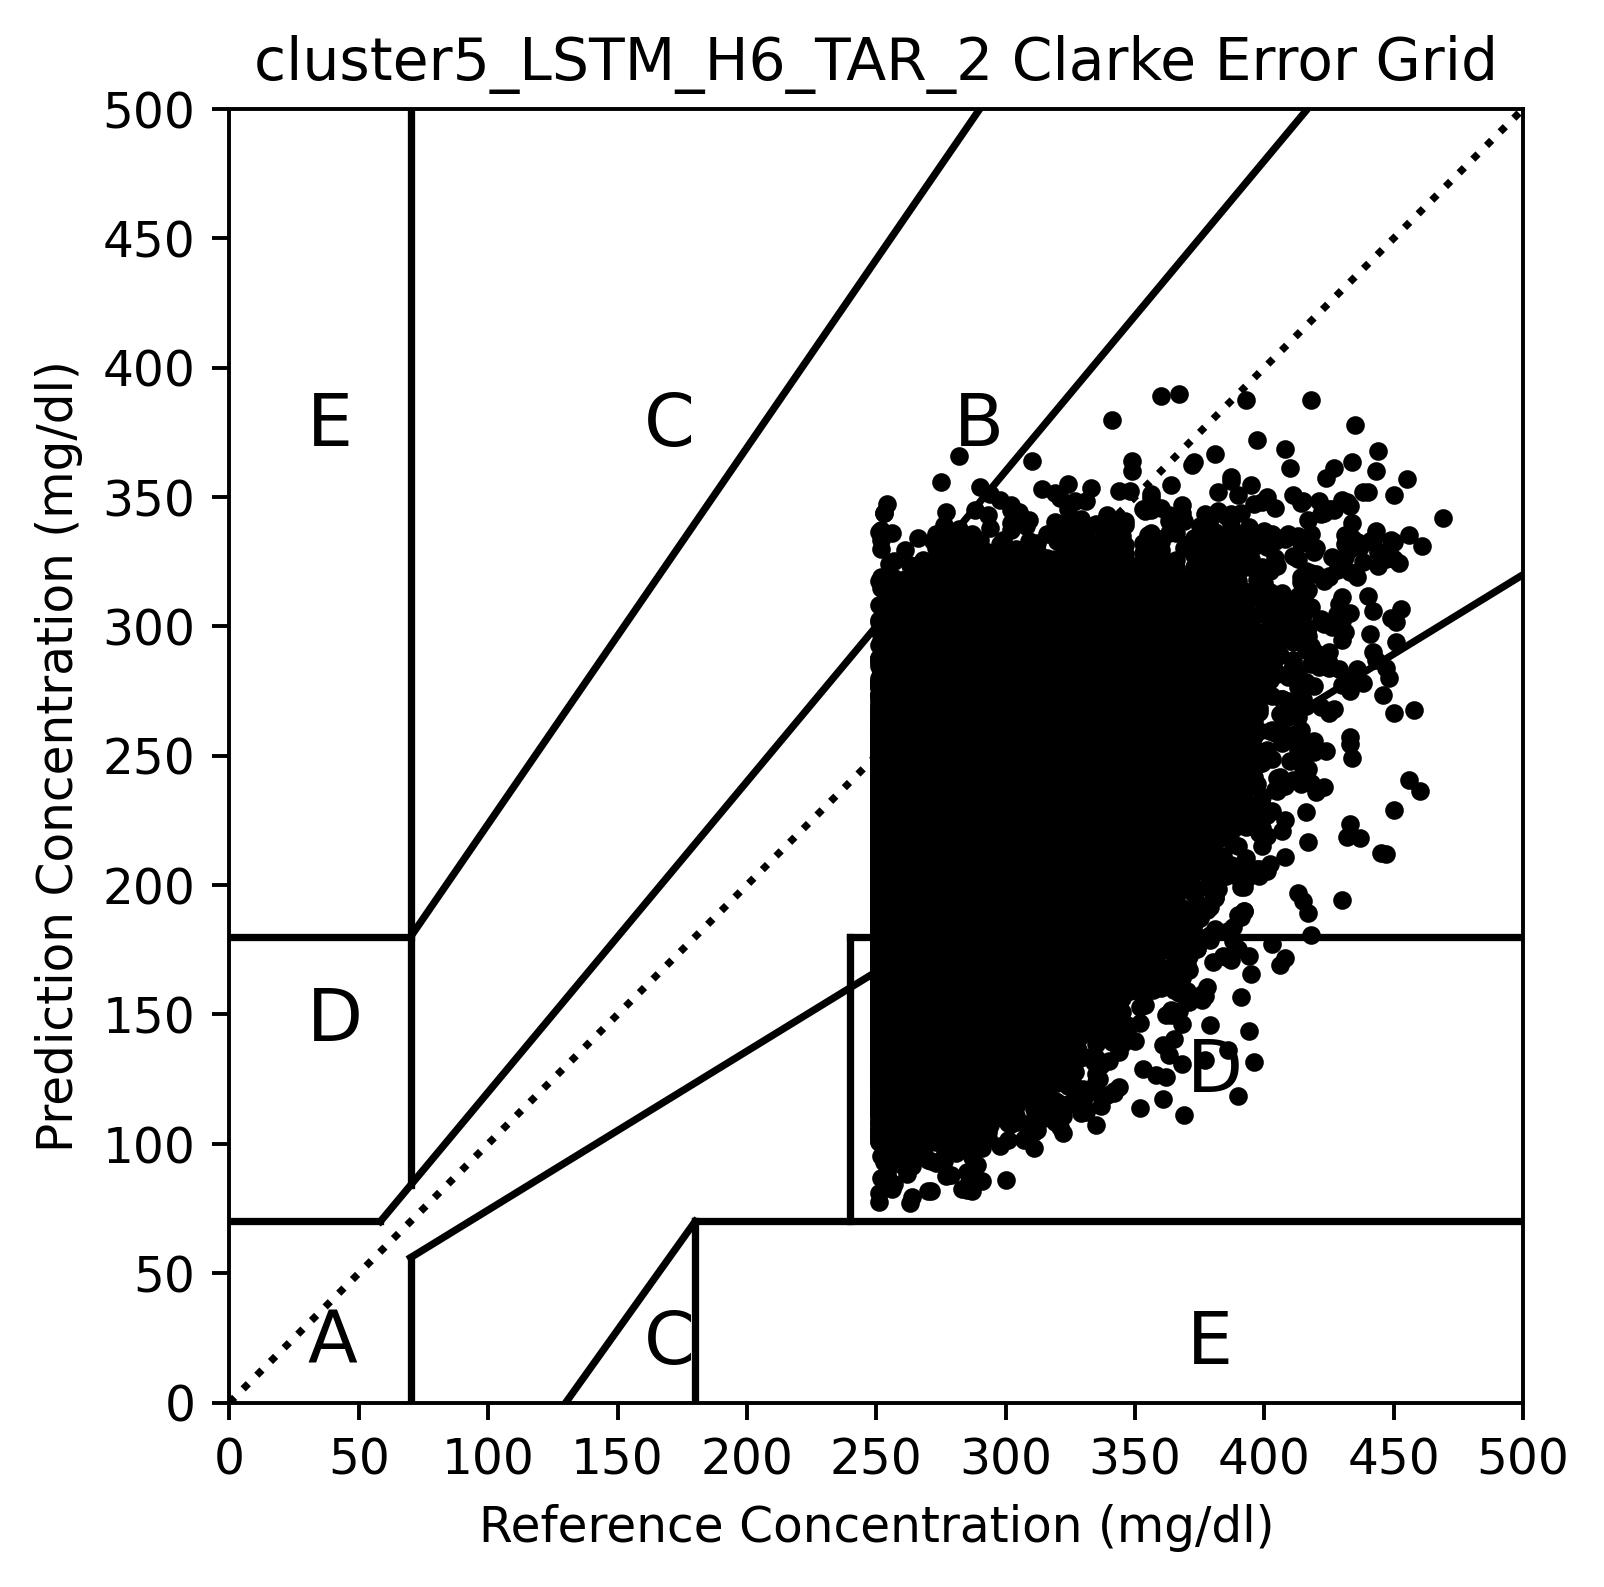 cluster5_LSTM_H6_TAR_2 Clarke Error Grid
500
450
400
350
300
250
200
150
100
50
0
Prediction Concentration (mg/dl)
E
C
B
D
D
A
C
E
0 50 100 150 200 250 300 350 400 450 500
Reference Concentration (mg/dl)